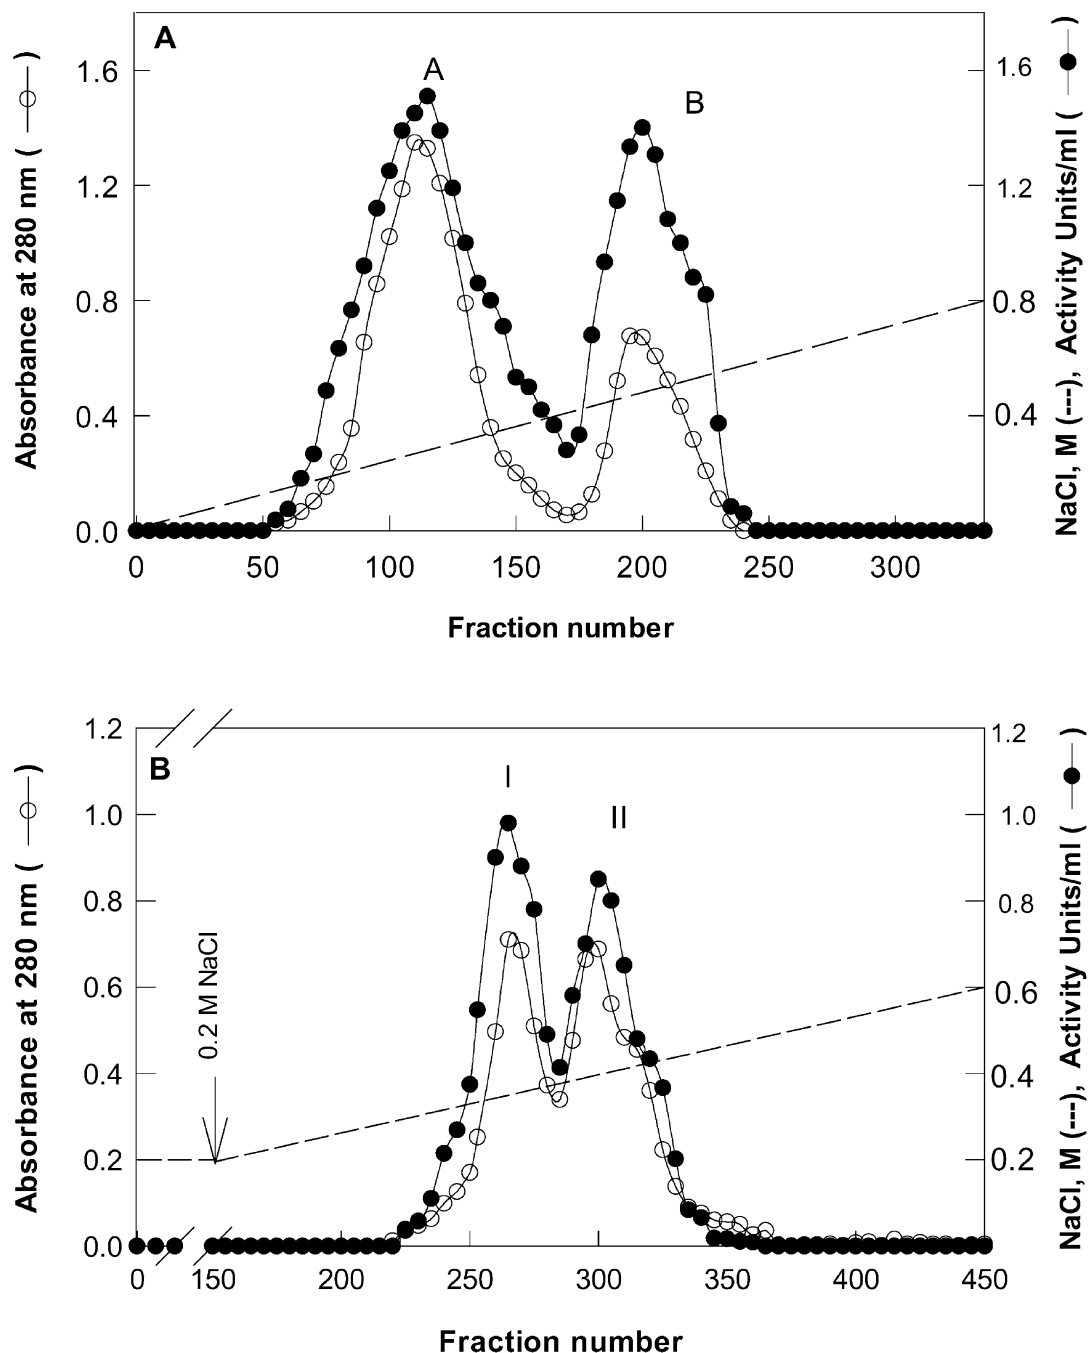 A
A
B
1.6
1.2
0.8
0.4
0.0
1.6
1.2
0.8
0.4
0
50
100
150
200
250
300
Fraction number
Absorbance at 280 nm ( )
NaCl, M (---), Activity Units/ml ( )
B
I
II
0.2 M NaCl
1.2
1.0
0.8
0.6
0.4
0.2
0.0
1.2
1.0
0.8
0.6
0.4
0.2
0.0
0
150
200
250
300
350
400
450
Fraction number
Absorbance at 280 nm ( )
NaCl, M (---), Activity Units/ml ( )